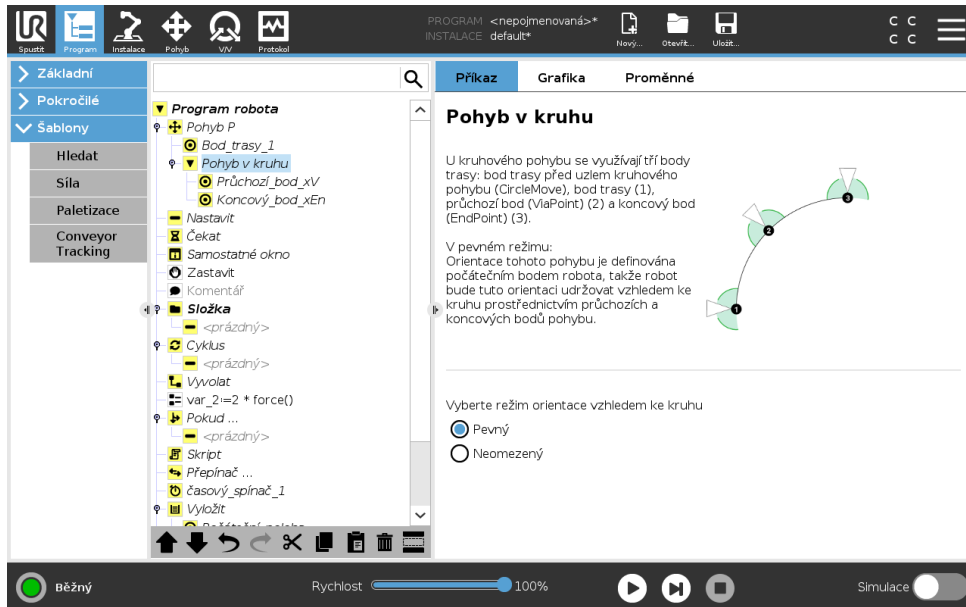 PROGRAM <nepojmenovaná>*
INSTALACE default*
Spustit
Program
Instalace
Pohyb
V/V
Protokol
Nový...
Otevřít...
Uložit...
C C
C C
Základní
Pokročilé
Šablony
Hledat
Síla
Paletizace
Conveyor
Tracking
Program robota
Pohyb P
Bod_trasy_1
Pohyb v kruhu
Průchozí_bod_xV
Koncový_bod_xEn
Nastavit
Čekat
Samostatné okno
Zastavit
Komentář
Složka
<prázdný>
Cyklus
<prázdný>
Vyvolat
var_2:=2 * force()
Pokud ...
<prázdný>
Skript
Přepínač ...
časový_spínač_1
Vyložit
Příkaz
Grafika
Proměnné
Pohyb v kruhu
U kruhového pohybu se využívají tří body
trasy: bod trasy před uzlem kruhového
pohybu (CircleMove), bod trasy (1),
průchozí bod (ViaPoint) (2) a koncový bod
(EndPoint) (3).
V pevném režimu:
Orientace tohoto pohybu je definována
počátečním bodem robota, takže robot
bude tuto orientaci udržovat vzhledem ke
kruhu prostřednictvím průchozích a
koncových bodů pohybu.
1
2
3
Vyberte režim orientace vzhledem ke kruhu
Pevný
Neomezený
Běžný
Rychlost
100%
Simulace